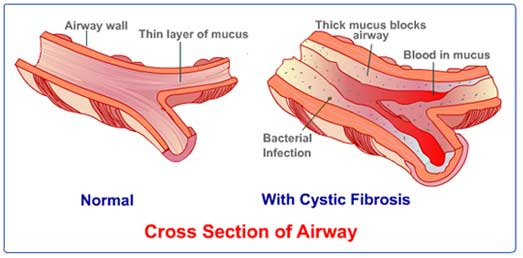 Airway wall
Thin layer of mucus
Normal
Thick mucus blocks
airway
Blood in mucus
Bacterial
Infection
With Cystic Fibrosis
Cross Section of Airway